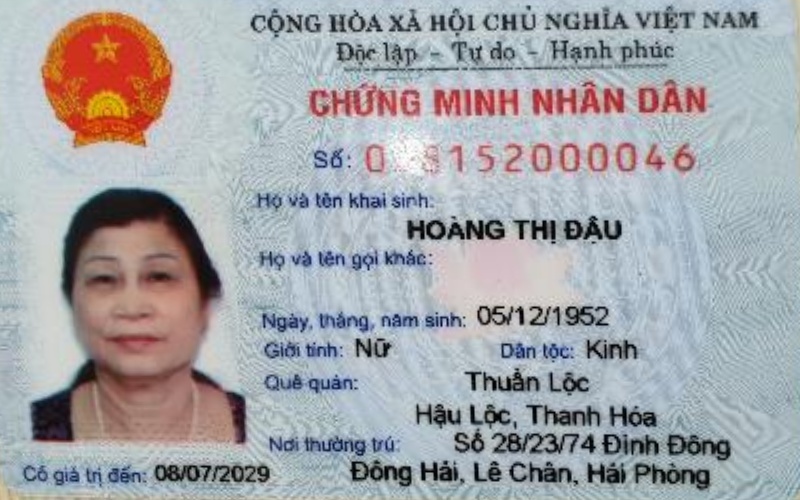 CỘNG HÒA XÃ HỘI CHỦ NGHĨA VIỆT NAM
Độc lập - Tự do - Hạnh phúc
CHỨNG MINH NHÂN DÂN
Số:
Họ và tên khai sinh:
HOÀNG THỊ ĐẬU
Họ và tên gọi khác:
Ngày, tháng, năm sinh: 05/12/1952
Giới tính: Nữ Dân tộc: Kinh
Quê quán: Thuần Lộc
Hậu Lộc, Thanh Hóa
Nơi thường trú: Số 28/23/74 Đình Đông
Có giá trị đến: 08/07/2029 Đông Hải, Lê Chân, Hải Phòng